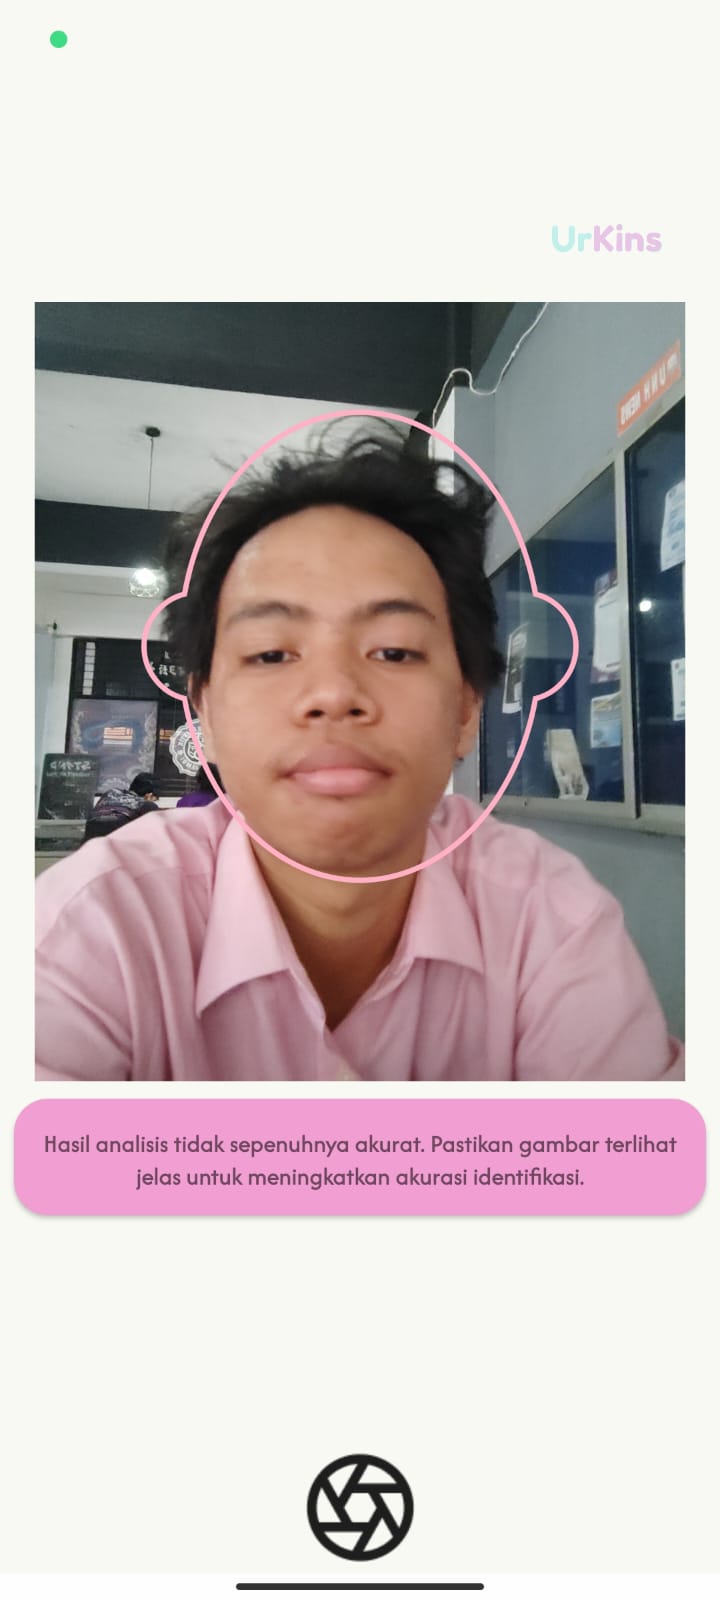 UrKins
Hasil analisis tidak sepenuhnya akurat. Pastikan gambar terlihat
jelas untuk meningkatkan akurasi identifikasi.